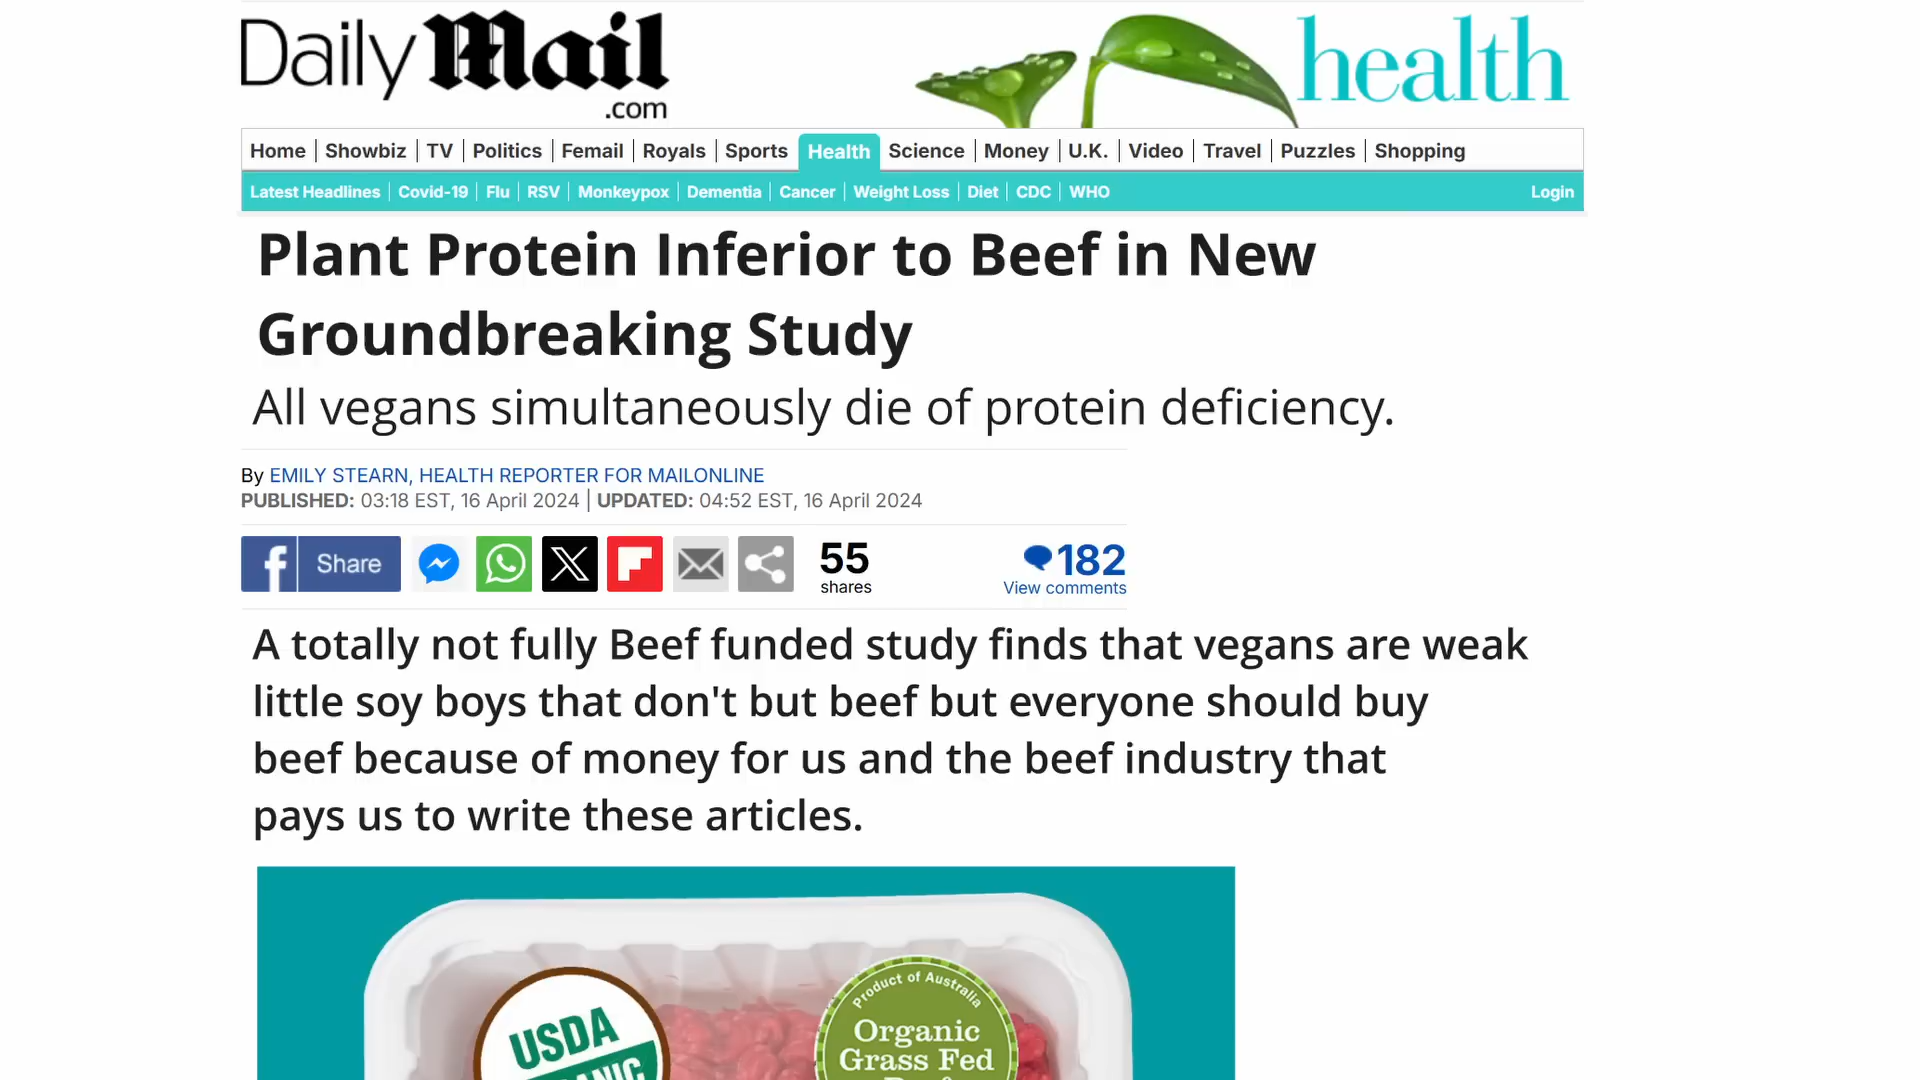 Daily Mail
.com
health
Home Showbiz TV Politics Femail Royals Sports Health Science Money U.K. Video Travel Puzzles Shopping
Latest Headlines Covid-19 Flu RSV Monkeypox Dementia Cancer Weight Loss Diet CDC WHO Login
Plant Protein Inferior to Beef in New
Groundbreaking Study
All vegans simultaneously die of protein deficiency.
By EMILY STEARN, HEALTH REPORTER FOR MAILONLINE
PUBLISHED: 03:18 EST, 16 April 2024 | UPDATED: 04:52 EST, 16 April 2024
f Share
55
shares
182
View comments
A totally not fully Beef funded study finds that vegans are weak
little soy boys that don't but beef but everyone should buy
beef because of money for us and the beef industry that
pays us to write these articles.
Product of Australia
USDA
Organic
Grass Fed